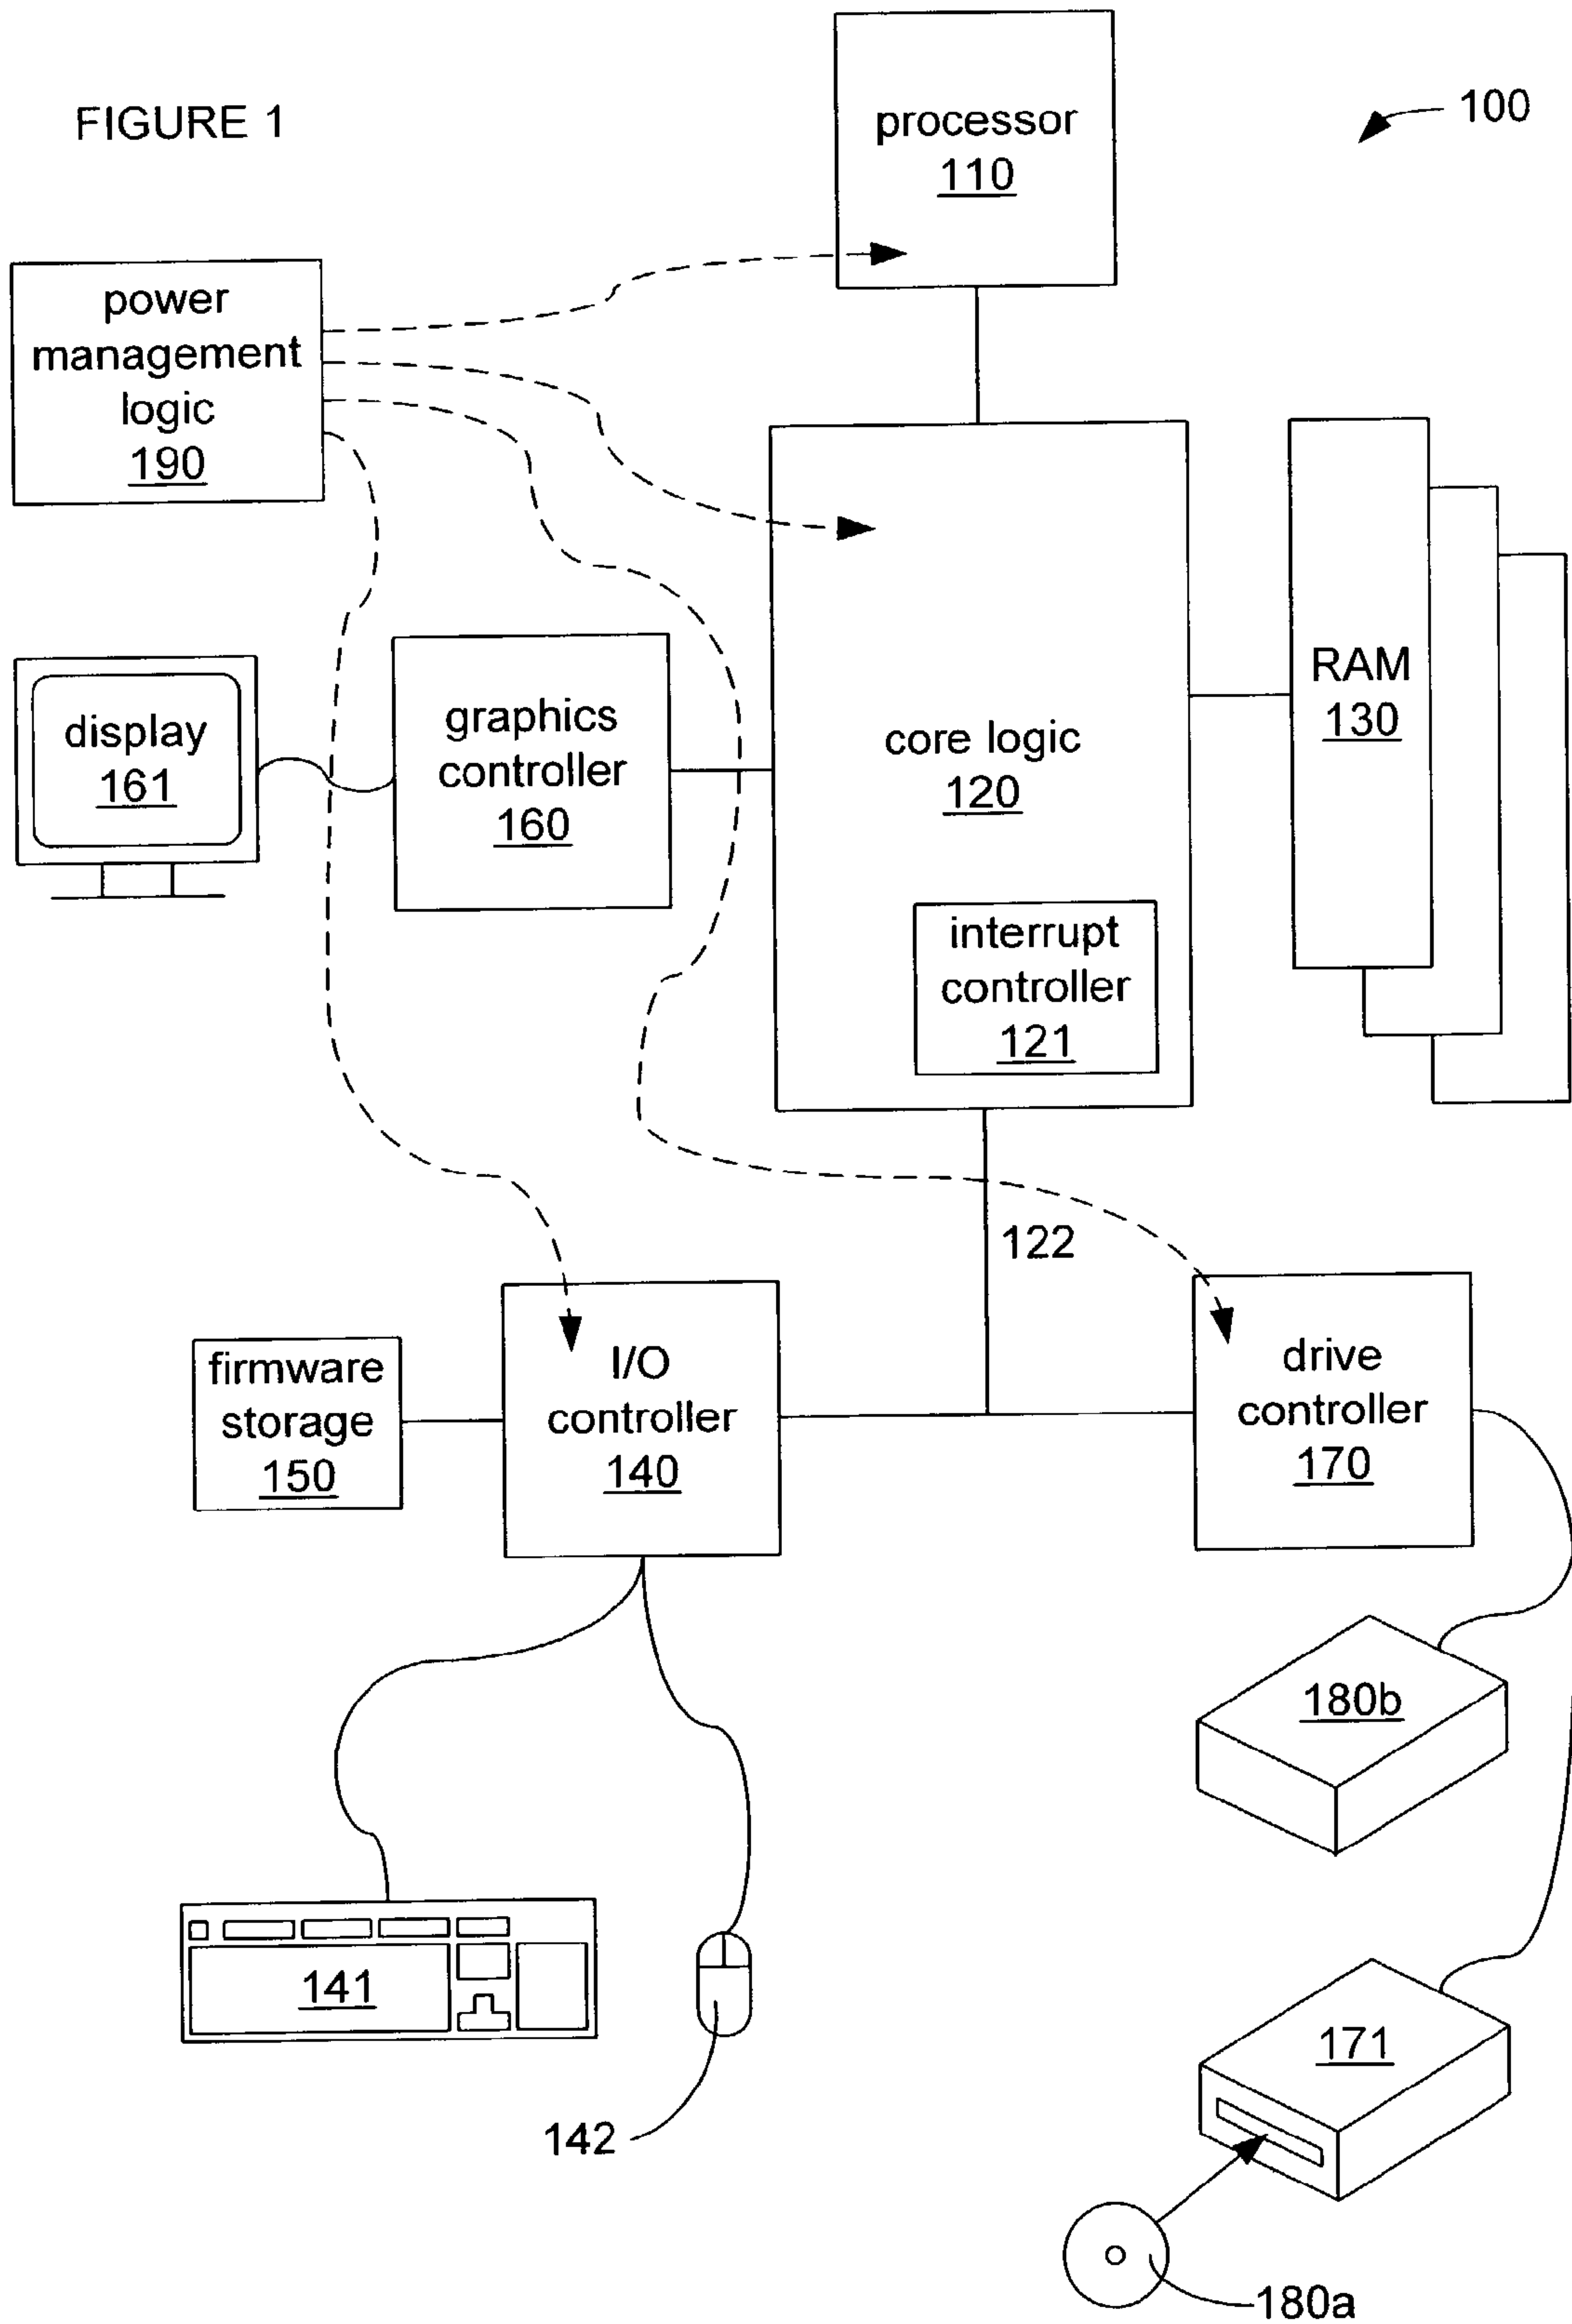 FIGURE 1
100
processor
110
power
management
logic
190
display
161
graphics
controller
160
core logic
120
interrupt
controller
121
RAM
130
122
firmware
storage
150
I/O
controller
140
drive
controller
170
180b
141
142
171
180a